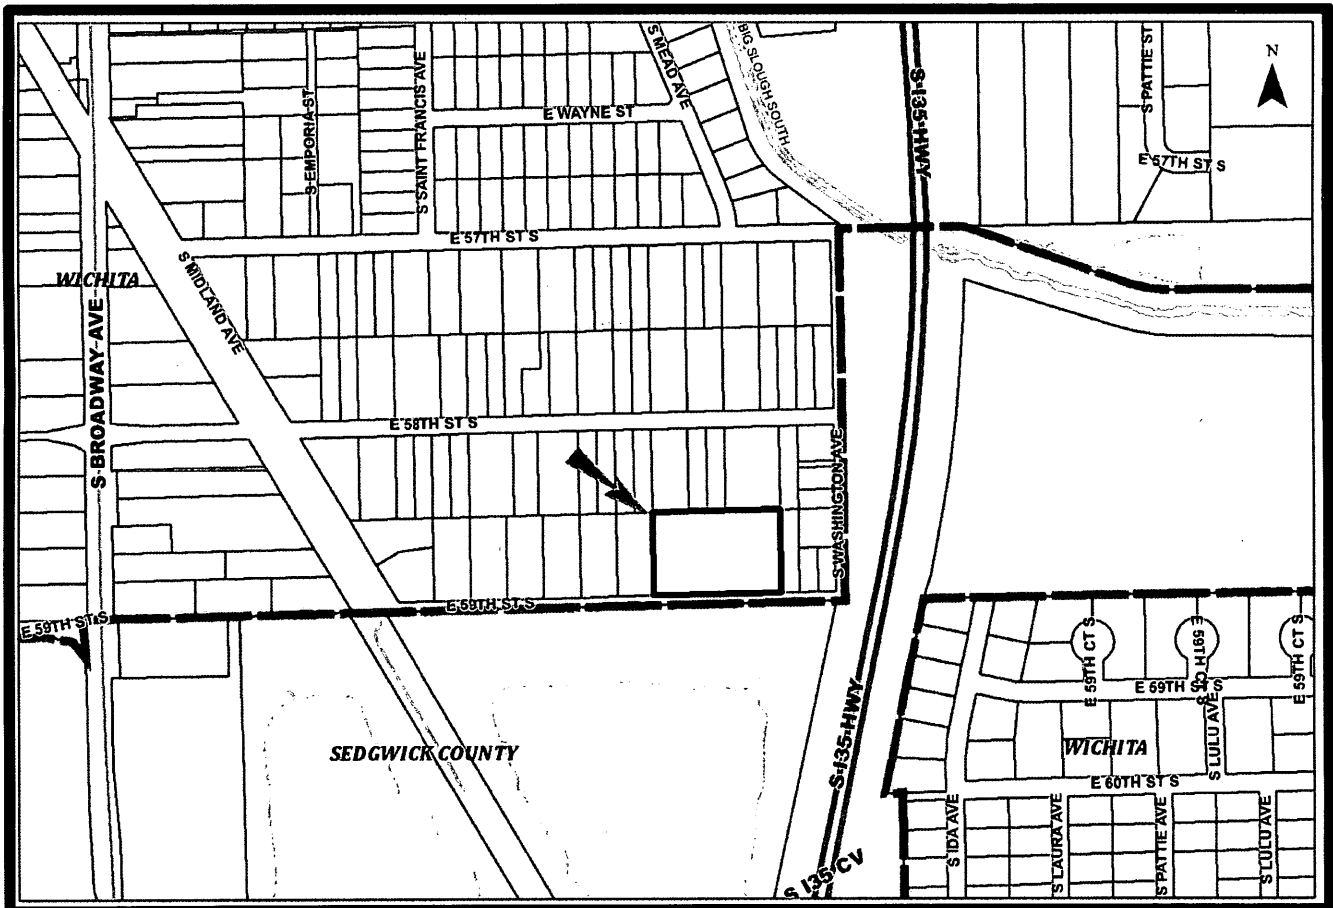 N
S MEAD AVE
BIG SLOUGH SOUTH
S PATTIE ST
S SAINT FRANCIS AVE
S EMPORIA ST
E WAYNE ST
S I35 HWY
E 57TH ST S
E 57TH ST S
S MIDLAND AVE
WICHITA
S BROADWAY AVE
E 58TH ST S
S WASHINGTON AVE
E 59TH ST S
E 59TH ST S
E 59TH CT S
E 59TH CT S
E 59TH CT S
E 59TH ST S
S I35 HWY
SEDGWICK COUNTY
WICHITA
S LULU AVE
E 60TH ST S
S IDA AVE
S LAURA AVE
S PATTIE AVE
S LULU AVE
S I35 CV